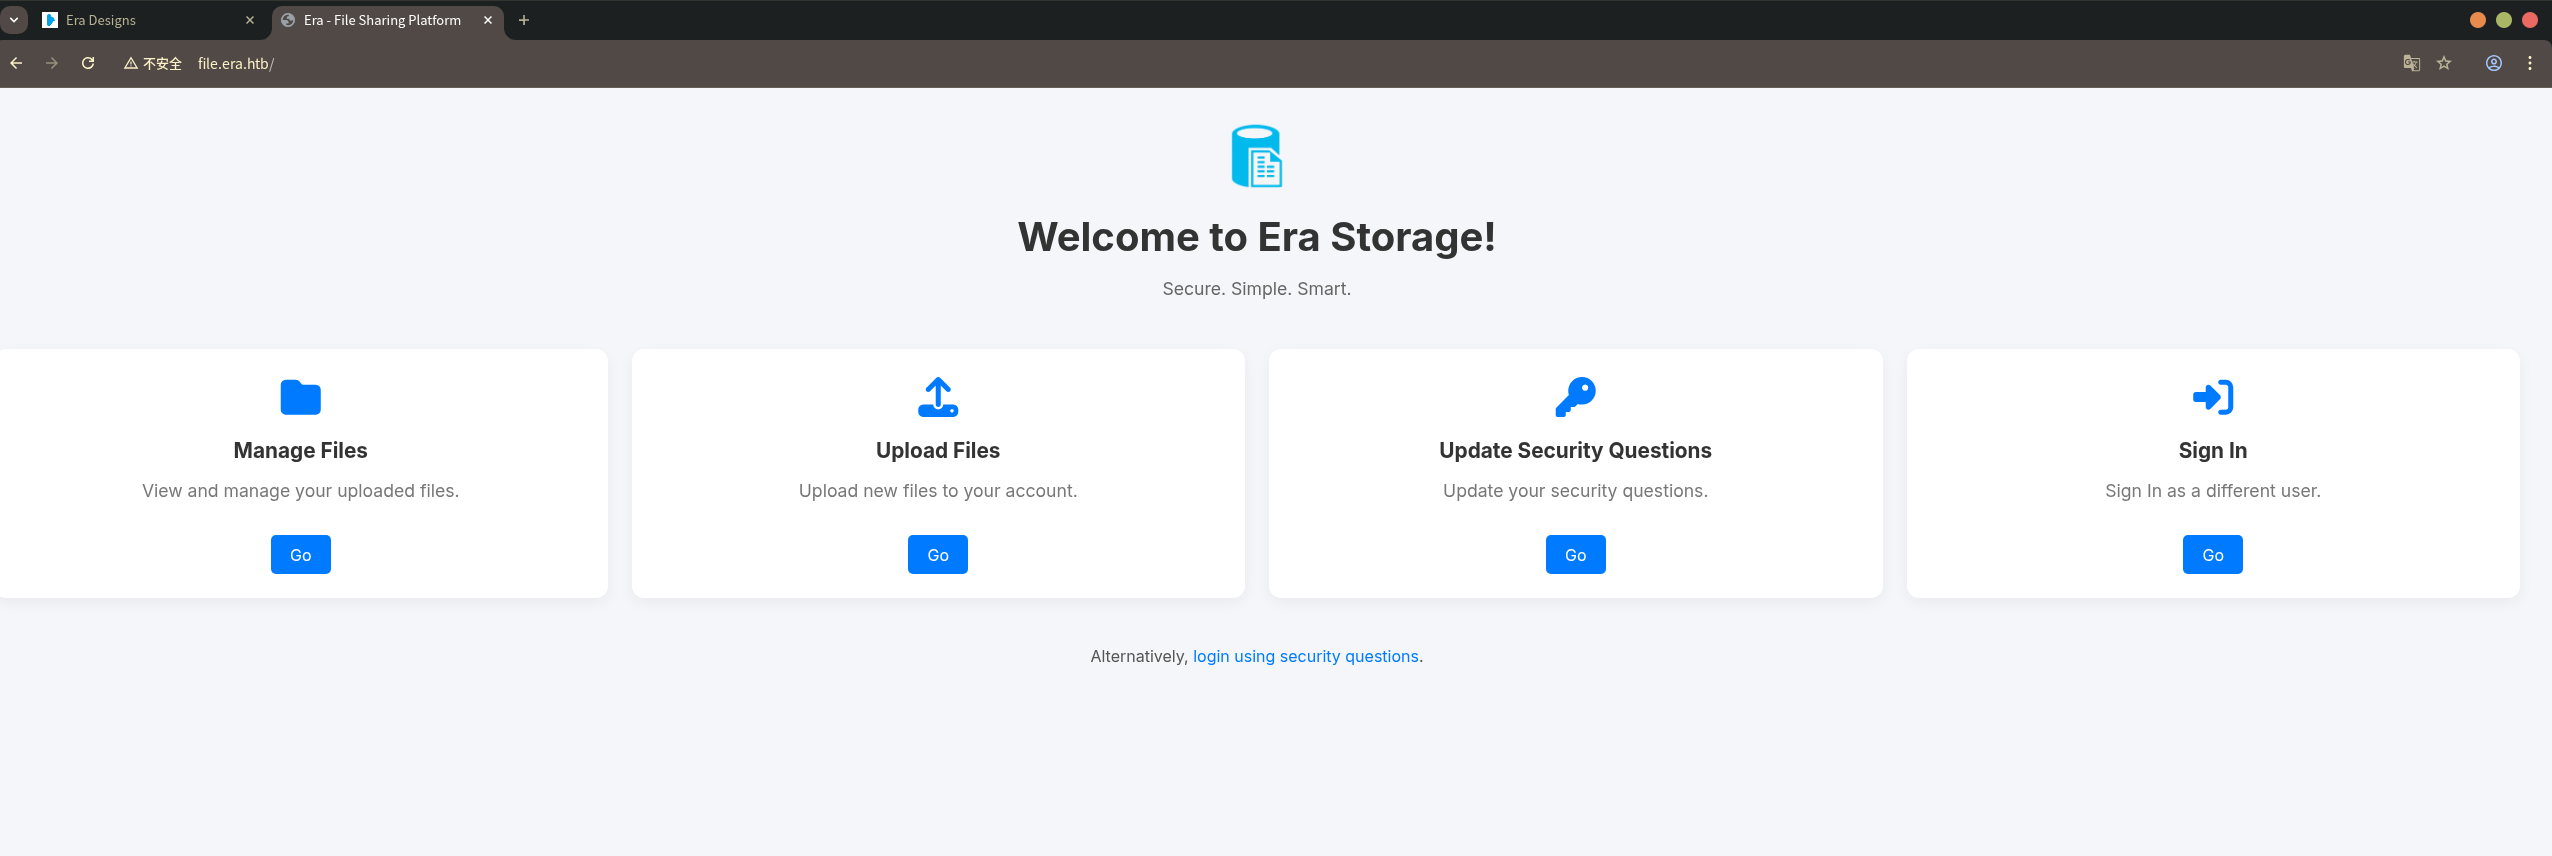 Era Designs
Era - File Sharing Platform
不安全 file.era.htb/
Welcome to Era Storage!
Secure. Simple. Smart.
Manage Files
View and manage your uploaded files.
Go
Upload Files
Upload new files to your account.
Go
Update Security Questions
Update your security questions.
Go
Sign In
Sign In as a different user.
Go
Alternatively, login using security questions.